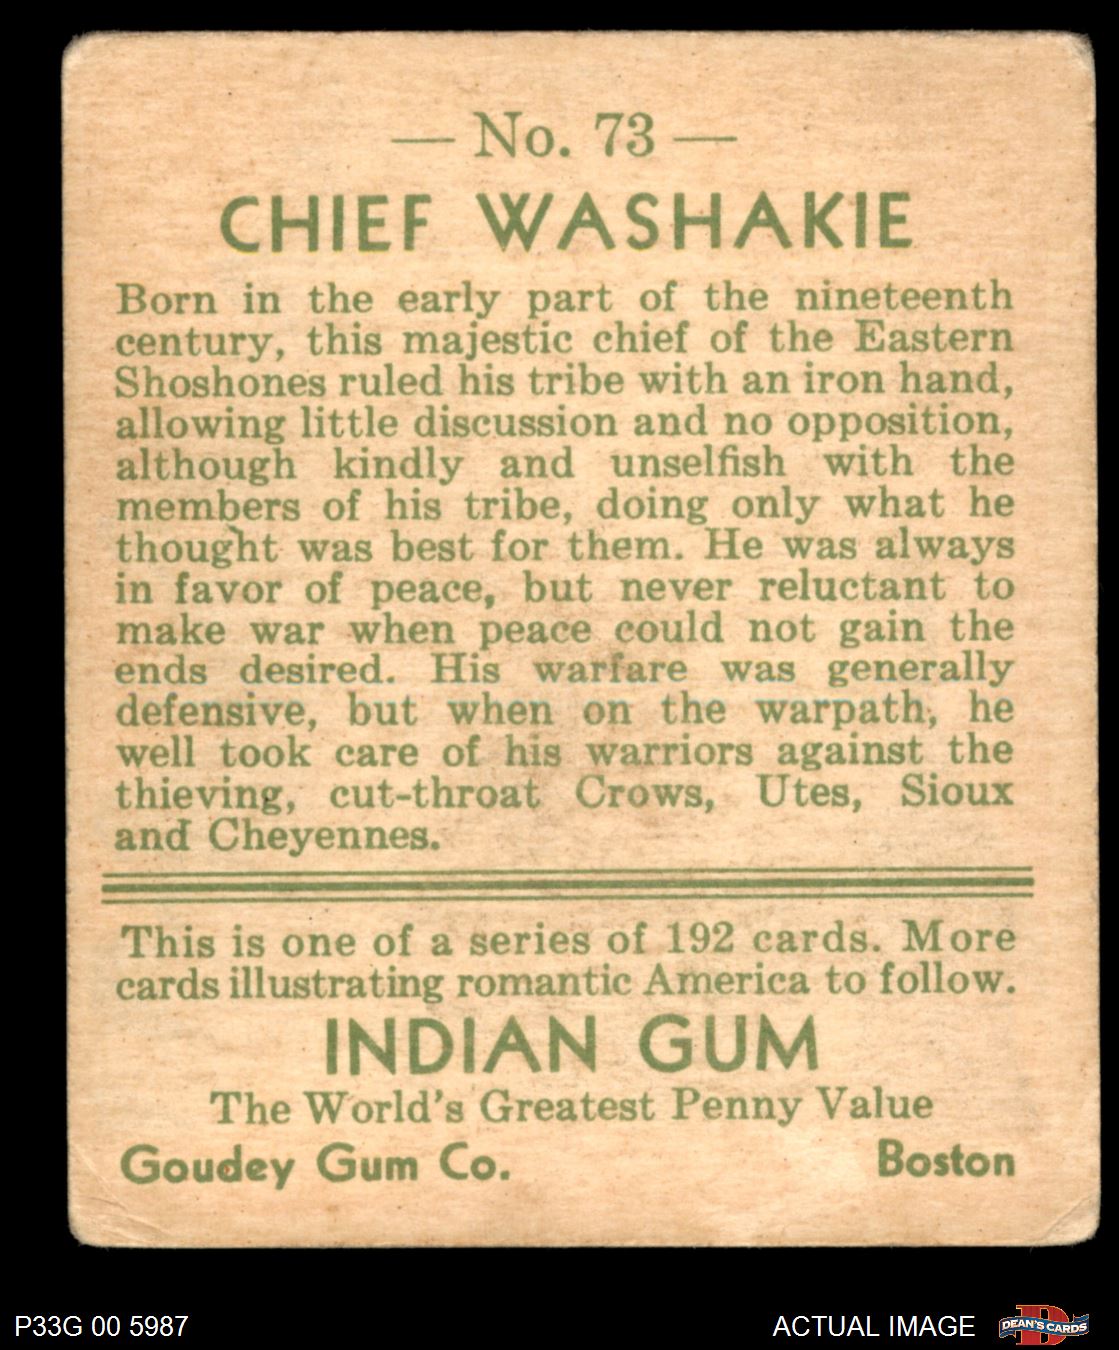 — No. 73 —
CHIEF WASHAKIE
Born in the early part of the nineteenth
century, this majestic chief of the Eastern
Shoshones ruled his tribe with an iron hand,
allowing little discussion and no opposition,
although kindly and unselfish with the
members of his tribe, doing only what he
thought was best for them. He was always
in favor of peace, but never reluctant to
make war when peace could not gain the
ends desired. His warfare was generally
defensive, but when on the warpath, he
well took care of his warriors against the
thieving, cut-throat Crows, Utes, Sioux
and Cheyennes.
This is one of a series of 192 cards. More
cards illustrating romantic America to follow.
INDIAN GUM
The World's Greatest Penny Value
Goudey Gum Co. Boston
P33G 00 5987 ACTUAL IMAGE D DEAN'S CARDS